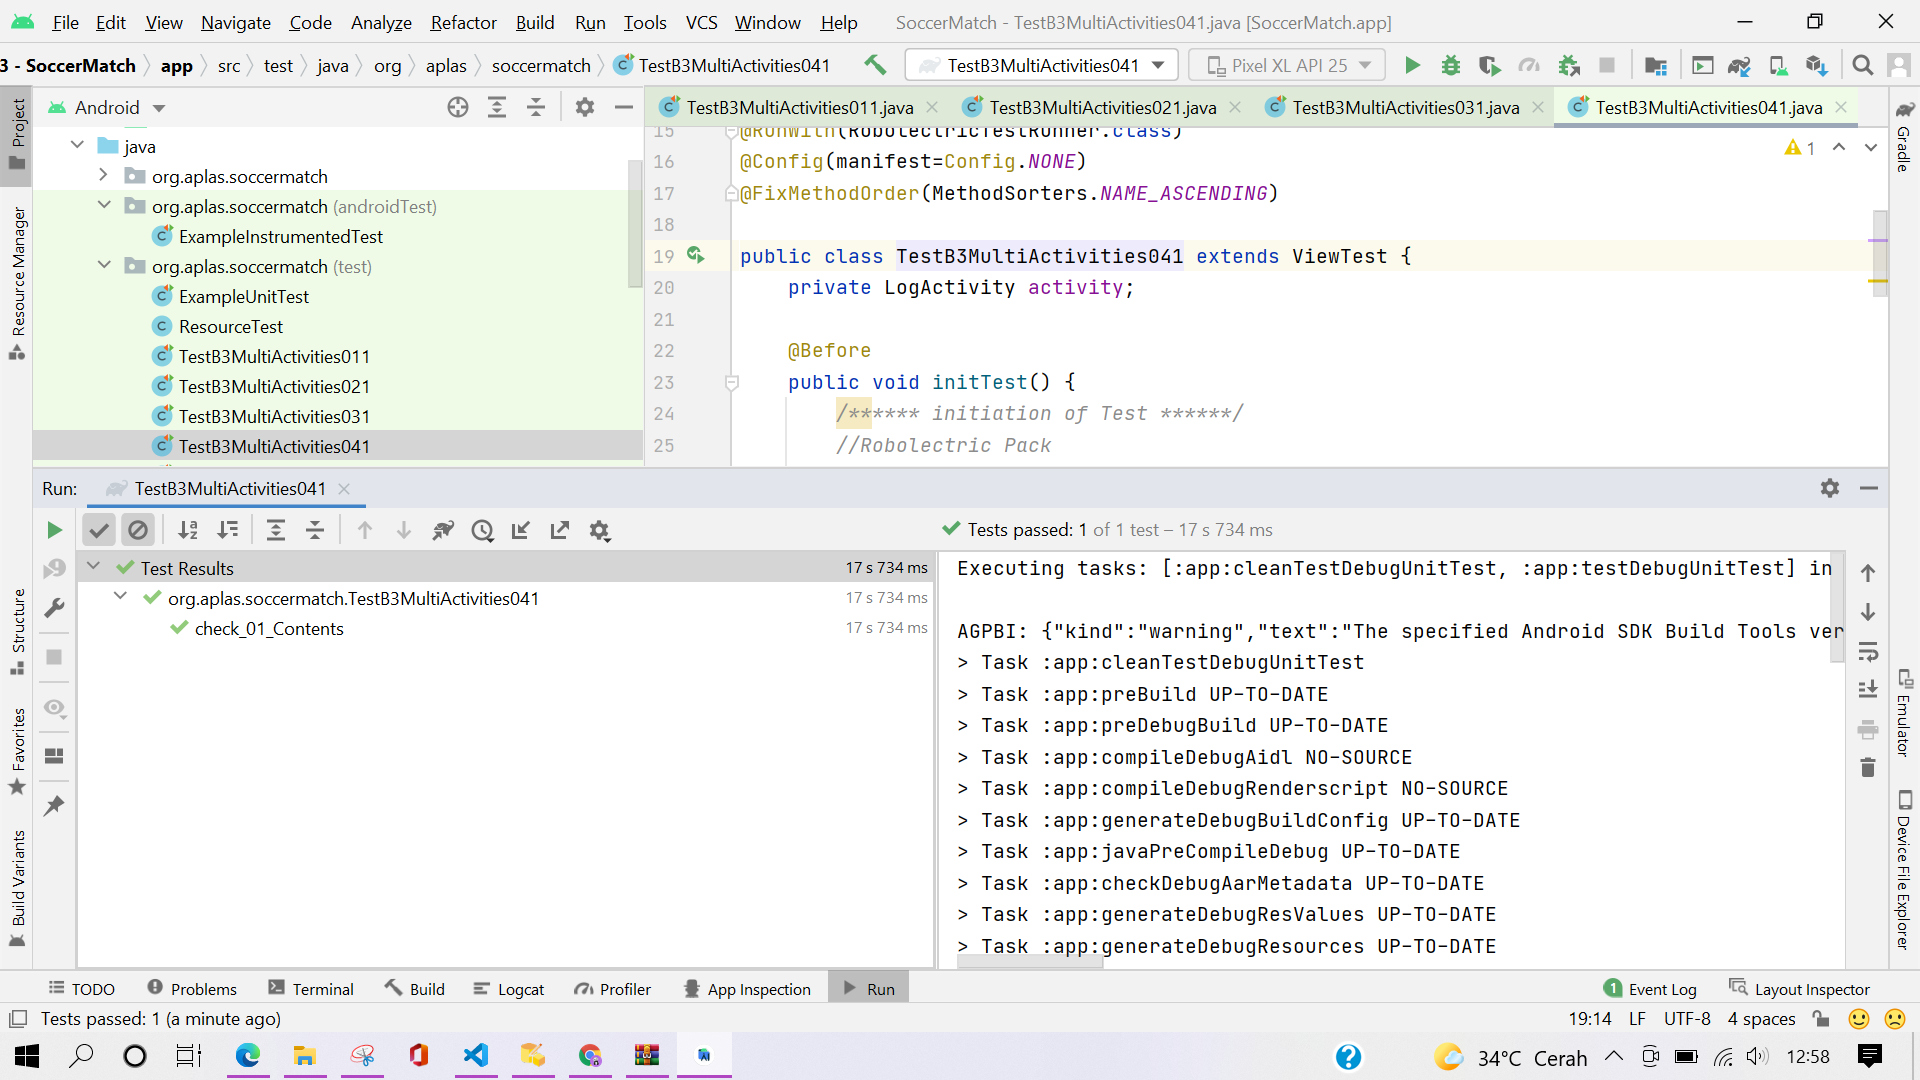 File Edit View Navigate Code Analyze Refactor Build Run Tools VCS Window Help SoccerMatch - TestB3MultiActivities041.java [SoccerMatch.app]
3 - SoccerMatch app src test java org aplas soccermatch TestB3MultiActivities041 TestB3MultiActivities041 Pixel XL API 25
Android
TestB3MultiActivities011.java TestB3MultiActivities021.java TestB3MultiActivities031.java TestB3MultiActivities041.java
Project
Resource Manager
Structure
Favorites
Build Variants
java
org.aplas.soccermatch
org.aplas.soccermatch (androidTest)
ExampleInstrumentedTest
org.aplas.soccermatch (test)
ExampleUnitTest
ResourceTest
TestB3MultiActivities011
TestB3MultiActivities021
TestB3MultiActivities031
TestB3MultiActivities041
15 @RunWith(RobolectricTestRunner.class)
16 @Config(manifest=Config.NONE)
17 @FixMethodOrder(MethodSorters.NAME_ASCENDING)
18
19 public class TestB3MultiActivities041 extends ViewTest {
20 private LogActivity activity;
21
22 @Before
23 public void initTest() {
24 /****** initiation of Test ******/
25 //Robolectric Pack
1
Gradle
Emulator
Device File Explorer
Run: TestB3MultiActivities041
Tests passed: 1 of 1 test – 17 s 734 ms
Test Results 17 s 734 ms
org.aplas.soccermatch.TestB3MultiActivities041 17 s 734 ms
check_01_Contents 17 s 734 ms
Executing tasks: [:app:cleanTestDebugUnitTest, :app:testDebugUnitTest] in
AGPBI: {"kind":"warning","text":"The specified Android SDK Build Tools ver
> Task :app:cleanTestDebugUnitTest
> Task :app:preBuild UP-TO-DATE
> Task :app:preDebugBuild UP-TO-DATE
> Task :app:compileDebugAidl NO-SOURCE
> Task :app:compileDebugRenderscript NO-SOURCE
> Task :app:generateDebugBuildConfig UP-TO-DATE
> Task :app:javaPreCompileDebug UP-TO-DATE
> Task :app:checkDebugAarMetadata UP-TO-DATE
> Task :app:generateDebugResValues UP-TO-DATE
> Task :app:generateDebugResources UP-TO-DATE
TODO Problems Terminal Build Logcat Profiler App Inspection Run 1 Event Log Layout Inspector
Tests passed: 1 (a minute ago) 19:14 LF UTF-8 4 spaces
34°C Cerah 12:58